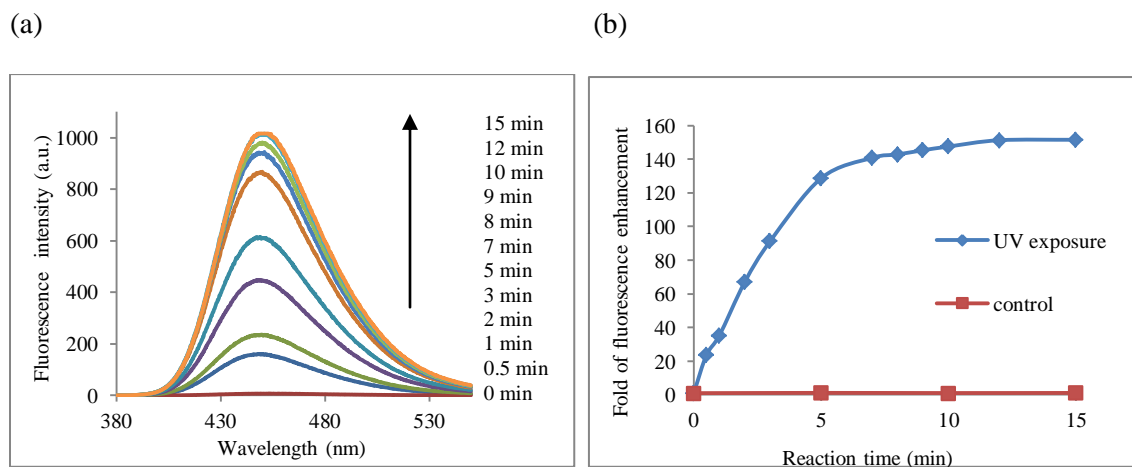 (a)
(b)
Fluorescence intensity (a.u.)
1000
800
600
400
200
0
380
430
480
530
Wavelength (nm)
15 min
12 min
10 min
9 min
8 min
7 min
5 min
3 min
2 min
1 min
0.5 min
0 min
Fold of fluorescence enhancement
160
140
120
100
80
60
40
20
0
0
5
10
15
Reaction time (min)
UV exposure
control